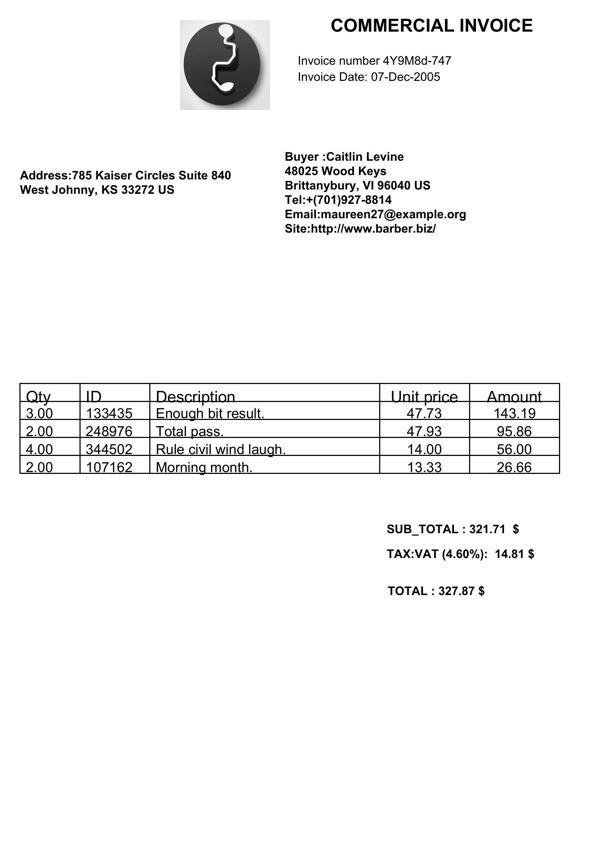 COMMERCIAL INVOICE
Invoice number 4Y9M8d-747
Invoice Date: 07-Dec-2005
Address:785 Kaiser Circles Suite 840
West Johnny, KS 33272 US
Buyer :Caitlin Levine
48025 Wood Keys
Brittanybury, VI 96040 US
Tel:+(701)927-8814
Email:maureen27@example.org
Site:http://www.barber.biz/
Qty ID Description Unit price Amount
3.00 133435 Enough bit result. 47.73 143.19
2.00 248976 Total pass. 47.93 95.86
4.00 344502 Rule civil wind laugh. 14.00 56.00
2.00 107162 Morning month. 13.33 26.66
SUB_TOTAL : 321.71 $
TAX:VAT (4.60%): 14.81 $
TOTAL : 327.87 $